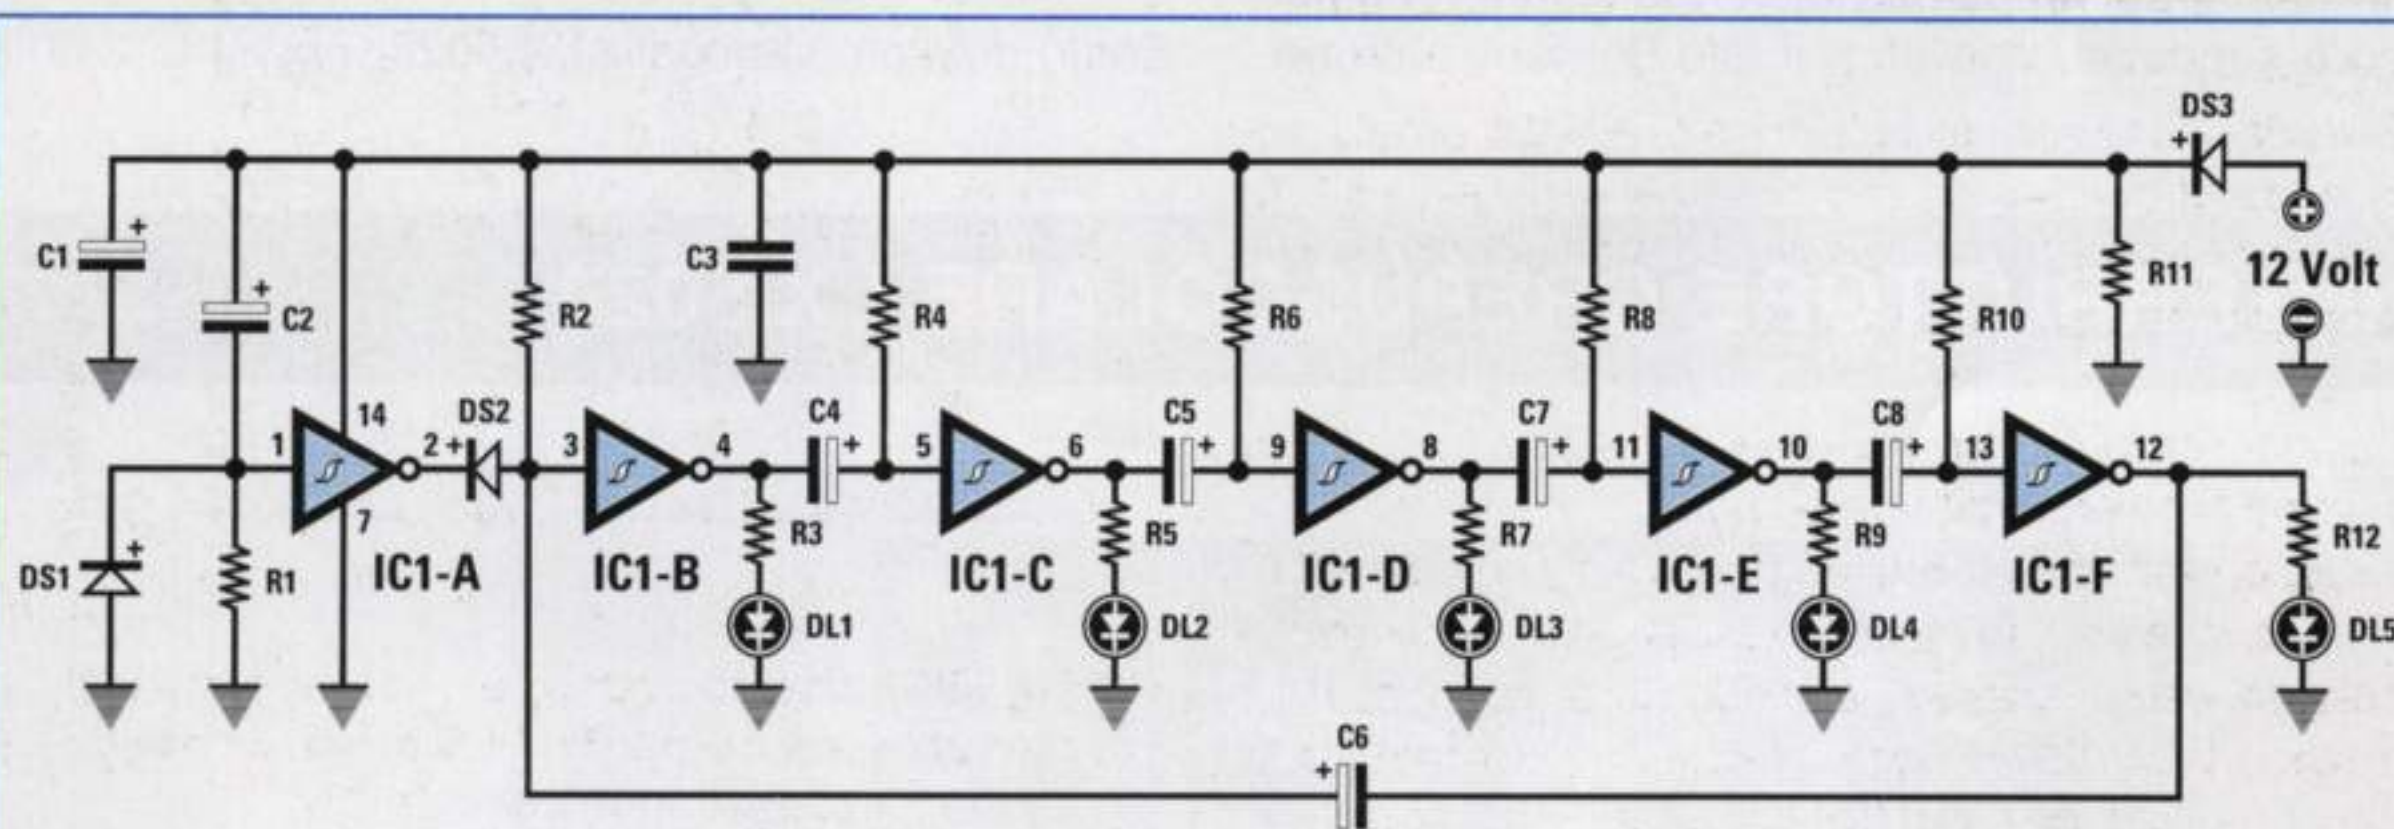 DS3
C1 +
C2 +
R2
C3
R4
R6
R8
R10
R11
+
12 Volt
-
1
14
2
7
DS2 +
3
4
C4 +
5
6
C5 +
9
8
C7 +
11
10
C8 +
13
12
DS1 +
R1
IC1-A
IC1-B
R3
DL1
IC1-C
R5
DL2
IC1-D
R7
DL3
IC1-E
R9
DL4
IC1-F
R12
DL5
C6
+